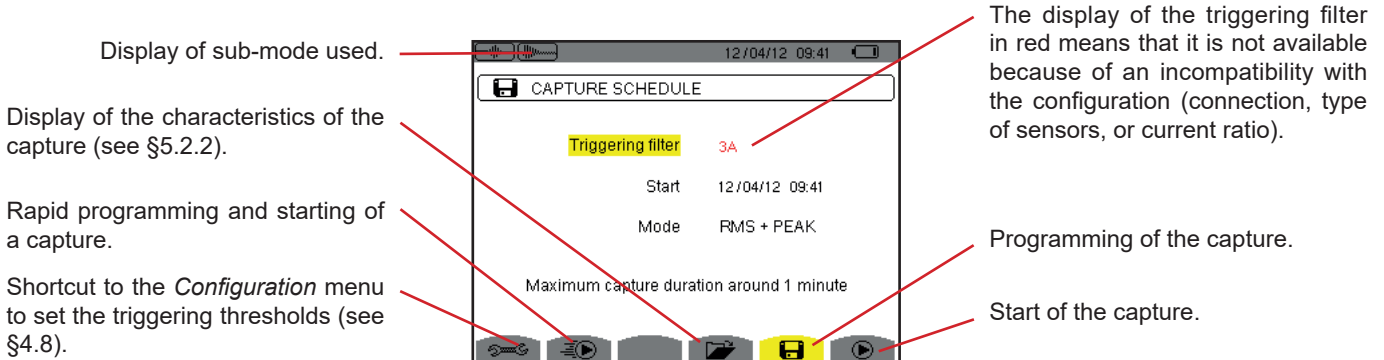 Display of sub-mode used.
Display of the characteristics of the
capture (see §5.2.2).
Rapid programming and starting of
a capture.
Shortcut to the Configuration menu
to set the triggering thresholds (see
§4.8).
12/04/12 09:41
CAPTURE SCHEDULE
Triggering filter 3A
Start 12/04/12 09:41
Mode RMS + PEAK
Maximum capture duration around 1 minute
The display of the triggering filter
in red means that it is not available
because of an incompatibility with
the configuration (connection, type
of sensors, or current ratio).
Programming of the capture.
Start of the capture.